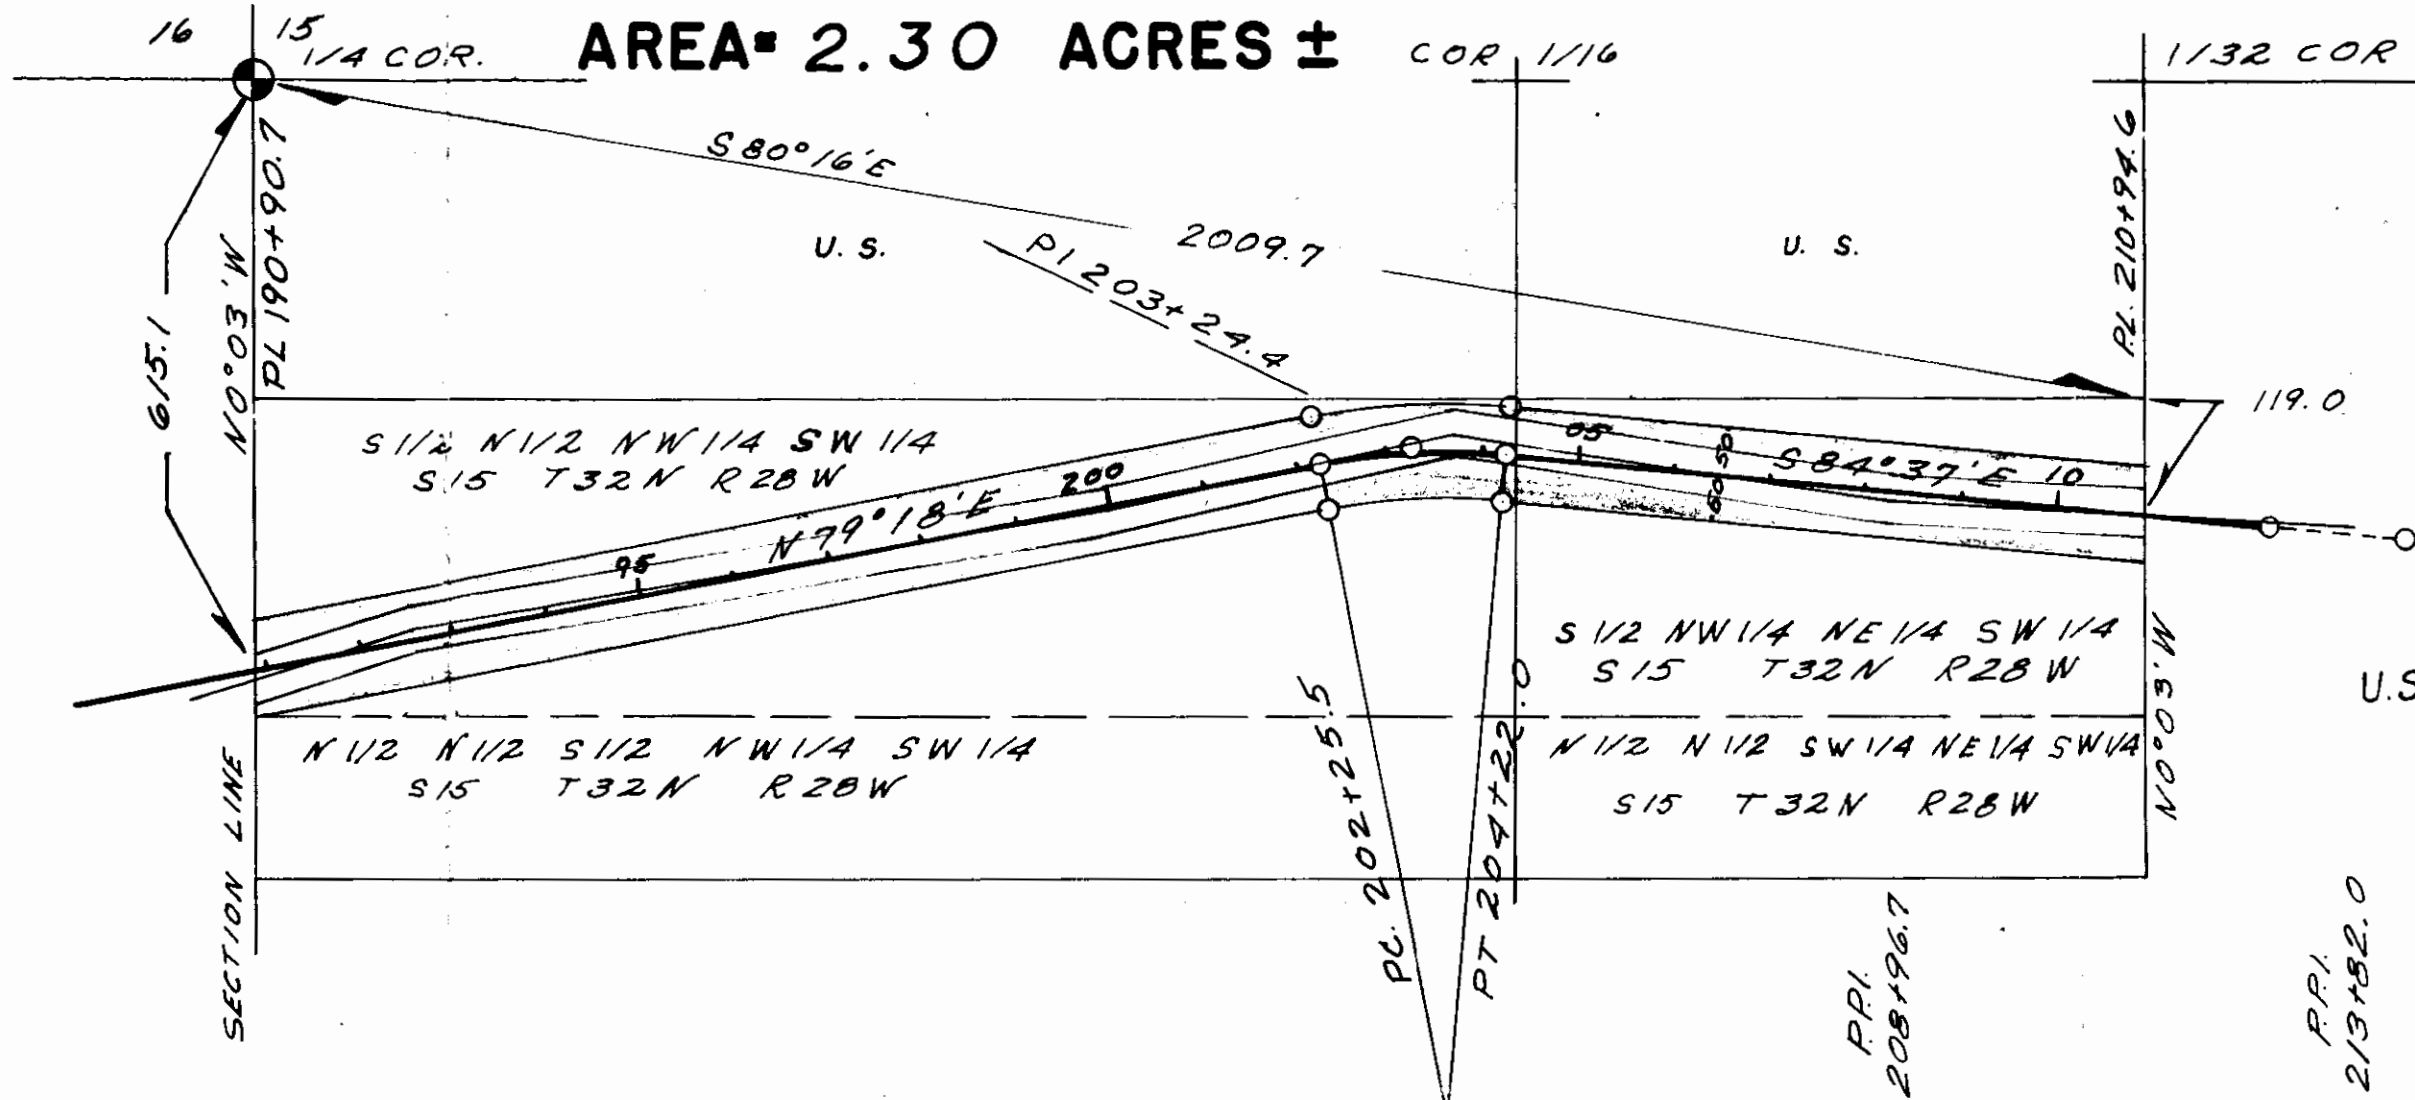 AREA= 2.30 ACRES ±
16
15
1/4 COR.
COR 1/16
1/32 COR
S 80°16'E
2009.7
U. S.
U. S.
PI 203+24.4
615.1
N0°03'W
PL 190+90.7
P.L. 210+94.6
119.0
S 1/2 N 1/2 NW 1/4 SW 1/4
S 15 T 32 N R 28 W
95
N 79°18'E
200
05
50'
50'
S 84°37'E
10
S 1/2 NW 1/4 NE 1/4 SW 1/4
S 15 T 32 N R 28 W
U.S
N 1/2 N 1/2 S 1/2 NW 1/4 SW 1/4
S 15 T 32 N R 28 W
N 1/2 N 1/2 SW 1/4 NE 1/4 SW 1/4
S 15 T 32 N R 28 W
N0°03'W
SECTION LINE
PC. 202+25.5
PT 204+22.0
P.P.I.
208+96.7
P.P.I.
213+82.0